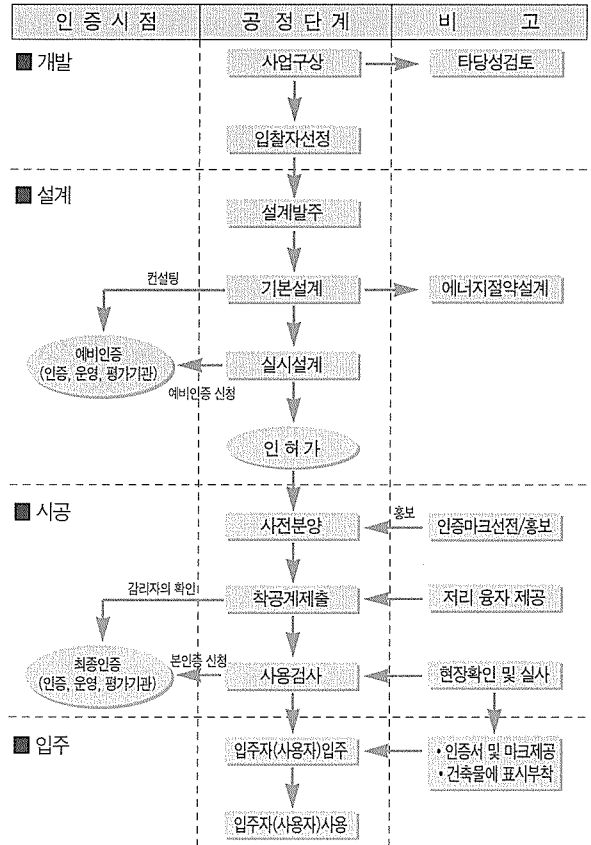 인 증 시 점 공 정 단 계 비 고
■ 개발 사업구상 타당성검토
입찰자선정
■ 설계
설계발주
컨설팅
기본설계 에너지절약설계
예비인증
(인증, 운영, 평가기관)
실시설계
예비인증 신청
인 허 가
■ 시공
홍보
사전분양 인증마크선전/홍보
감리자의 확인
착공계제출 저리 융자 제공
최종인증
(인증, 운영, 평가기관)
본인증 신청
사용검사 현장확인 및 실사
■ 입주
입주자(사용자)입주
• 인증서 및 마크제공
• 건축물에 표시부착
입주자(사용자)사용